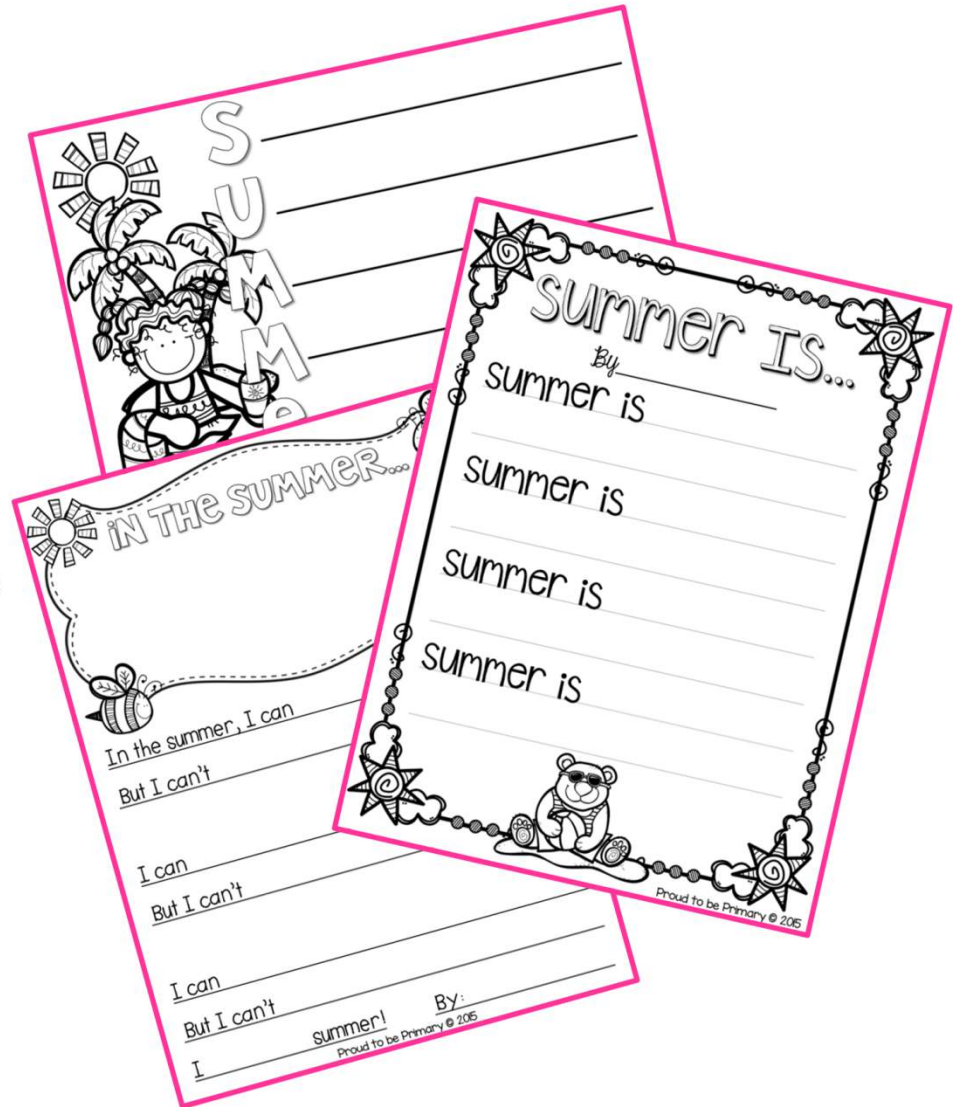 S
U
M
M
e
SUMMER IS...
By
summer is
summer is
summer is
summer is
Proud to be Primary © 2015
IN THE SUMMER...
In the summer, I can
But I can't
I can
But I can't
I can
But I can't
I summer! By:
Proud to be Primary © 2015